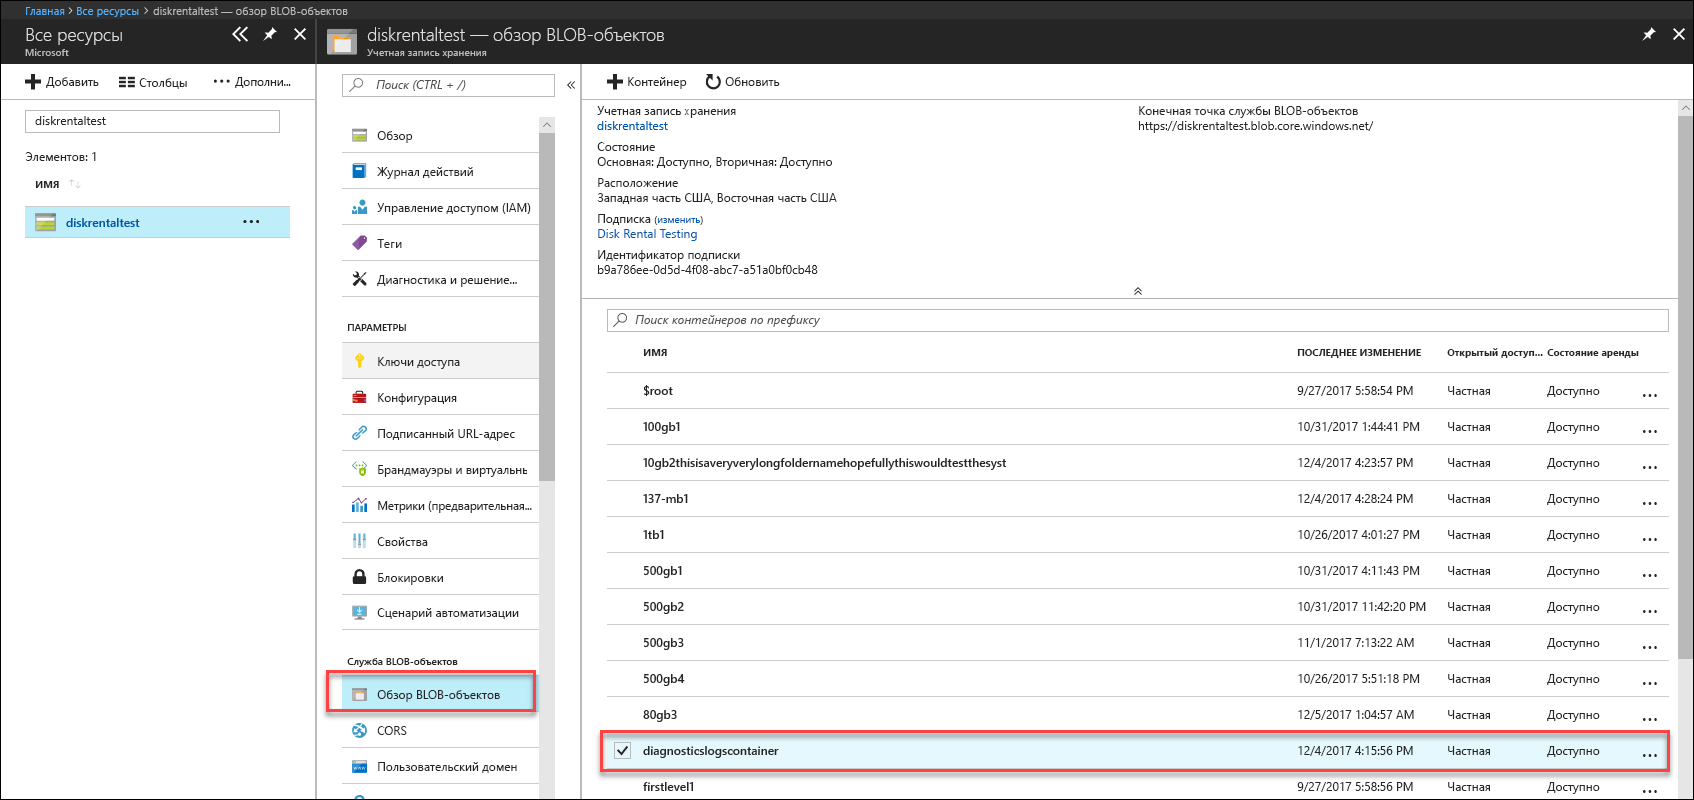 Главная > Все ресурсы > diskrentaltest — обзор BLOB-объектов
Все ресурсы
Microsoft
Добавить
Столбцы
Дополни...
diskrentaltest
Элементов: 1
ИМЯ
diskrentaltest
diskrentaltest — обзор BLOB-объектов
Учетная запись хранения
Поиск (CTRL + /)
Обзор
Журнал действий
Управление доступом (IAM)
Теги
Диагностика и решение...
ПАРАМЕТРЫ
Ключи доступа
Конфигурация
Подписанный URL-адрес
Брандмауэры и виртуальнь
Метрики (предварительная...
Свойства
Блокировки
Сценарий автоматизации
Служба BLOB-объектов
Обзор BLOB-объектов
CORS
Пользовательский домен
Контейнер
Обновить
Учетная запись хранения
diskrentaltest
Состояние
Основная: Доступно, Вторичная: Доступно
Расположение
Западная часть США, Восточная часть США
Подписка (изменить)
Disk Rental Testing
Идентификатор подписки
b9a786ee-0d5d-4f08-abc7-a51a0bf0cb48
Конечная точка службы BLOB-объектов
https://diskrentaltest.blob.core.windows.net/
Поиск контейнеров по префиксу
ИМЯ ПОСЛЕДНЕЕ ИЗМЕНЕНИЕ Открытый доступ... Состояние аренды
$root 9/27/2017 5:58:54 PM Частная Доступно ...
100gb1 10/31/2017 1:44:41 PM Частная Доступно ...
10gb2thisisaveryverylongfoldernamehopefullythiswouldtestthesyst 12/4/2017 4:23:57 PM Частная Доступно ...
137-mb1 12/4/2017 4:28:24 PM Частная Доступно ...
1tb1 10/26/2017 4:01:27 PM Частная Доступно ...
500gb1 10/31/2017 4:11:43 PM Частная Доступно ...
500gb2 10/31/2017 11:42:20 PM Частная Доступно ...
500gb3 11/1/2017 7:13:22 AM Частная Доступно ...
500gb4 10/26/2017 5:51:18 PM Частная Доступно ...
80gb3 12/5/2017 1:04:57 AM Частная Доступно ...
diagnosticslogscontainer 12/4/2017 4:15:56 PM Частная Доступно ...
firstlevel1 9/27/2017 5:58:56 PM Частная Доступно ...